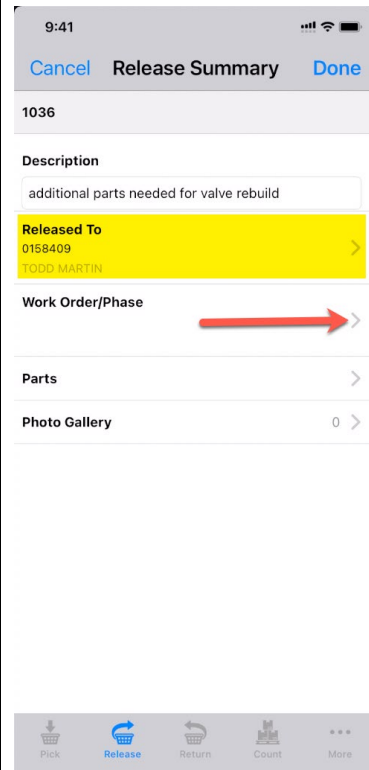 9:41
Cancel Release Summary Done
1036
Description
additional parts needed for valve rebuild
Released To
0158409
TODD MARTIN
Work Order/Phase
Parts
Photo Gallery 0
Pick Release Return Count More